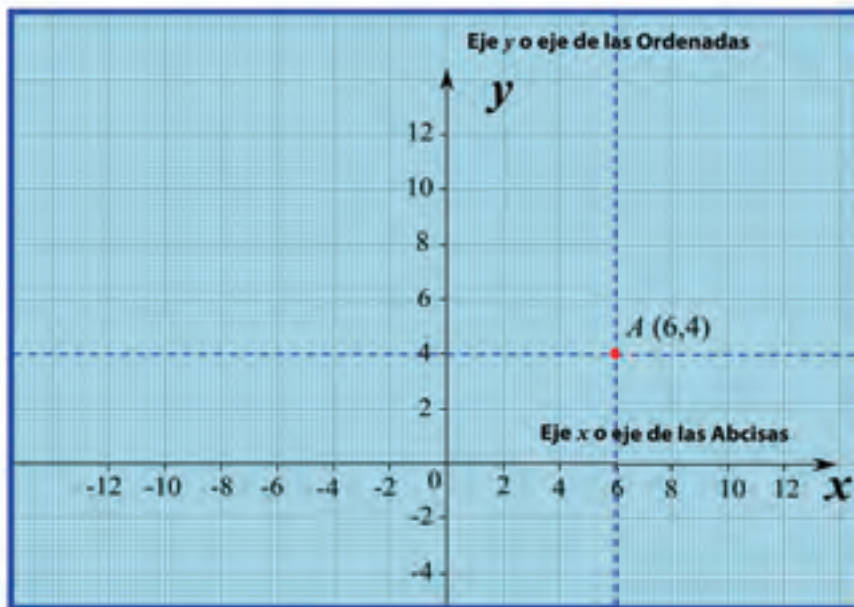 Eje y o eje de las Ordenadas
y
12
10
8
6
A (6,4)
4
2
Eje x o eje de las Abcisas
-12 -10 -8 -6 -4 -2 0 2 4 6 8 10 12 x
-2
-4